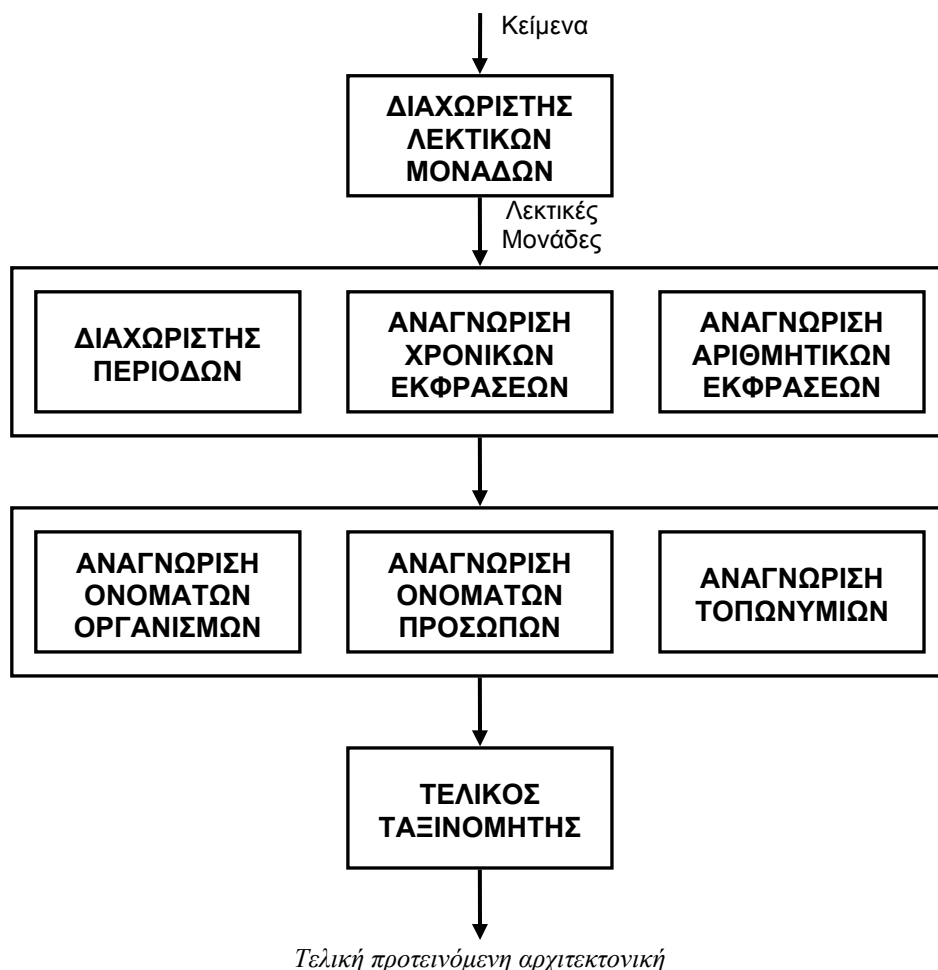 Κείμενα
ΔΙΑΧΩΡΙΣΤΗΣ
ΛΕΚΤΙΚΩΝ
ΜΟΝΑΔΩΝ
Λεκτικές
Μονάδες
ΔΙΑΧΩΡΙΣΤΗΣ
ΠΕΡΙΟΔΩΝ
ΑΝΑΓΝΩΡΙΣΗ
ΧΡΟΝΙΚΩΝ
ΕΚΦΡΑΣΕΩΝ
ΑΝΑΓΝΩΡΙΣΗ
ΑΡΙΘΜΗΤΙΚΩΝ
ΕΚΦΡΑΣΕΩΝ
ΑΝΑΓΝΩΡΙΣΗ
ΟΝΟΜΑΤΩΝ
ΟΡΓΑΝΙΣΜΩΝ
ΑΝΑΓΝΩΡΙΣΗ
ΟΝΟΜΑΤΩΝ
ΠΡΟΣΩΠΩΝ
ΑΝΑΓΝΩΡΙΣΗ
ΤΟΠΩΝΥΜΙΩΝ
ΤΕΛΙΚΟΣ
ΤΑΞΙΝΟΜΗΤΗΣ
Τελική προτεινόμενη αρχιτεκτονική